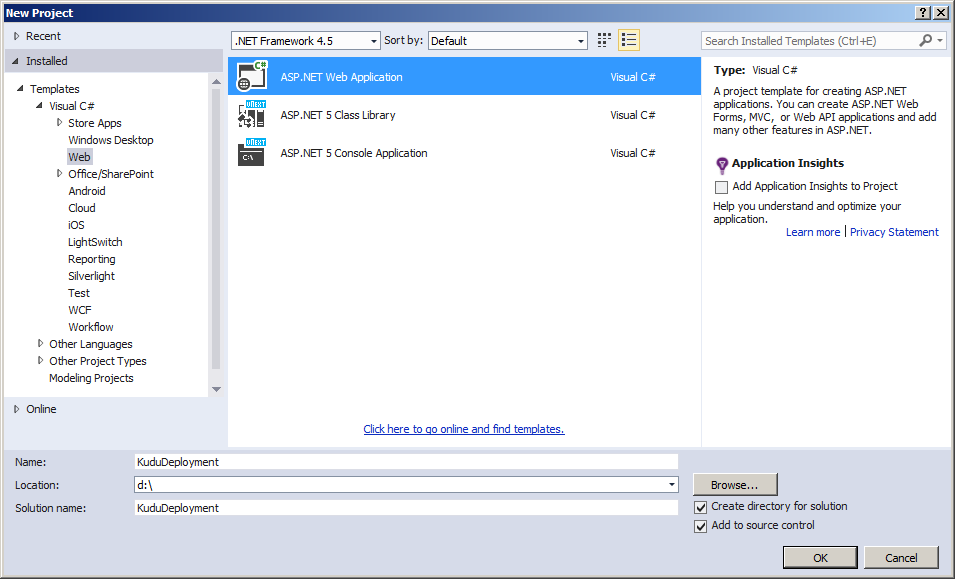 New Project
Recent
Installed
Templates
Visual C#
Store Apps
Windows Desktop
Web
Office/SharePoint
Android
Cloud
iOS
LightSwitch
Reporting
Silverlight
Test
WCF
Workflow
Other Languages
Other Project Types
Modeling Projects
Online
.NET Framework 4.5
Sort by:
Default
Search Installed Templates (Ctrl+E)
C#
ASP.NET Web Application
Visual C#
vNEXT
ASP.NET 5 Class Library
Visual C#
vNEXT
C:\
ASP.NET 5 Console Application
Visual C#
Click here to go online and find templates.
Type: Visual C#
A project template for creating ASP.NET
applications. You can create ASP.NET Web
Forms, MVC, or Web API applications and add
many other features in ASP.NET.
Application Insights
Add Application Insights to Project
Help you understand and optimize your
application.
Learn more | Privacy Statement
Name:
KuduDeployment
Location:
d:\
Browse...
Solution name:
KuduDeployment
Create directory for solution
Add to source control
OK
Cancel